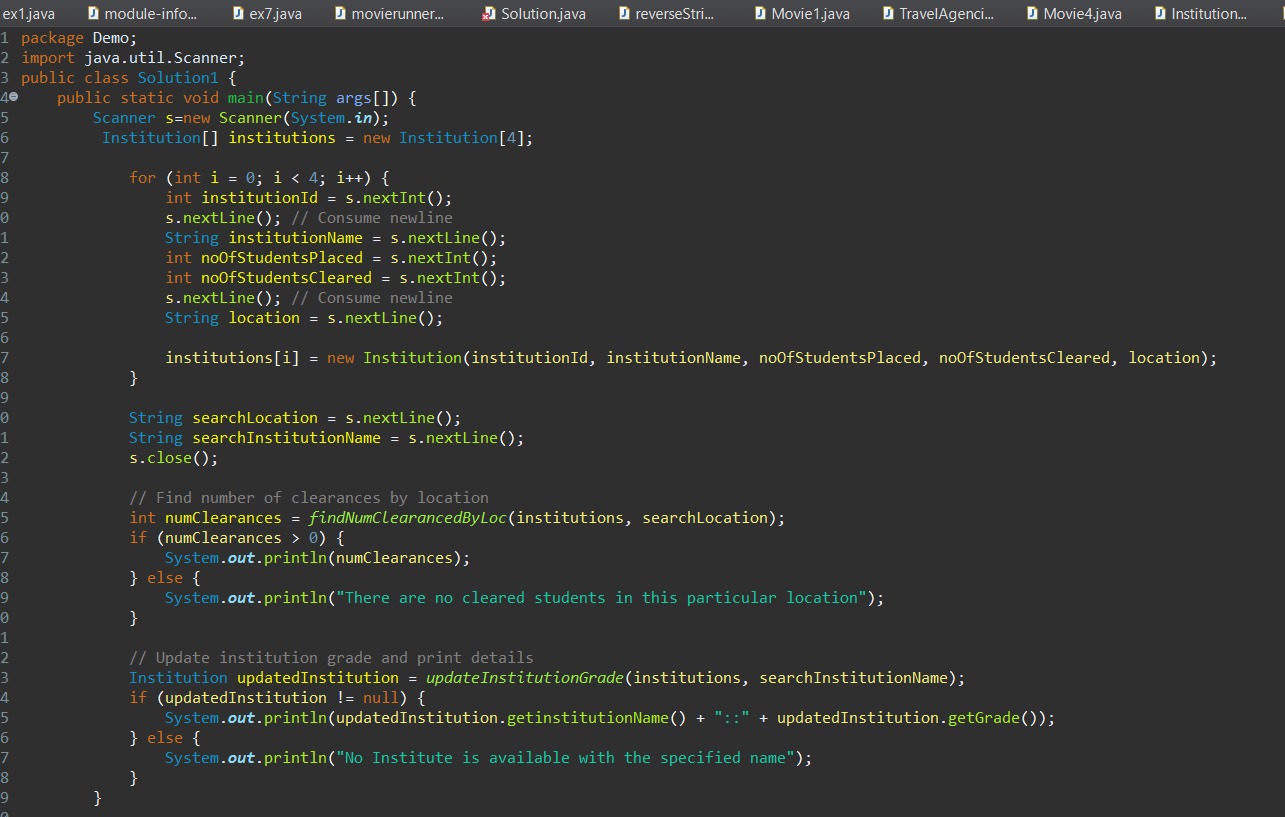 ex1.java module-info... ex7.java movierunner... Solution.java reverseStri... Movie1.java TravelAgenci... Movie4.java Institution...
1 package Demo;
2 import java.util.Scanner;
3 public class Solution1 {
4 public static void main(String args[]) {
5 Scanner s=new Scanner(System.in);
6 Institution[] institutions = new Institution[4];
7
8 for (int i = 0; i < 4; i++) {
9 int institutionId = s.nextInt();
0 s.nextLine(); // Consume newline
1 String institutionName = s.nextLine();
2 int noOfStudentsPlaced = s.nextInt();
3 int noOfStudentsCleared = s.nextInt();
4 s.nextLine(); // Consume newline
5 String location = s.nextLine();
6
7 institutions[i] = new Institution(institutionId, institutionName, noOfStudentsPlaced, noOfStudentsCleared, location);
8 }
9
0 String searchLocation = s.nextLine();
1 String searchInstitutionName = s.nextLine();
2 s.close();
3
4 // Find number of clearances by location
5 int numClearances = findNumClearancedByLoc(institutions, searchLocation);
6 if (numClearances > 0) {
7 System.out.println(numClearances);
8 } else {
9 System.out.println("There are no cleared students in this particular location");
0 }
1
2 // Update institution grade and print details
3 Institution updatedInstitution = updateInstitutionGrade(institutions, searchInstitutionName);
4 if (updatedInstitution != null) {
5 System.out.println(updatedInstitution.getinstitutionName() + "::" + updatedInstitution.getGrade());
6 } else {
7 System.out.println("No Institute is available with the specified name");
8 }
9 }